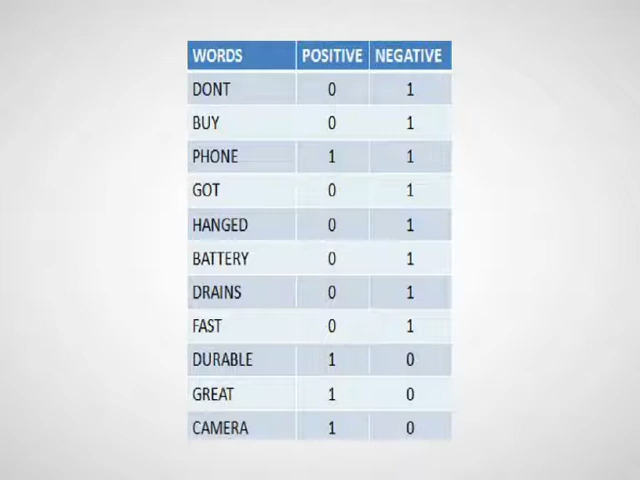 WORDS POSITIVE NEGATIVE
DONT 0 1
BUY 0 1
PHONE 1 1
GOT 0 1
HANGED 0 1
BATTERY 0 1
DRAINS 0 1
FAST 0 1
DURABLE 1 0
GREAT 1 0
CAMERA 1 0